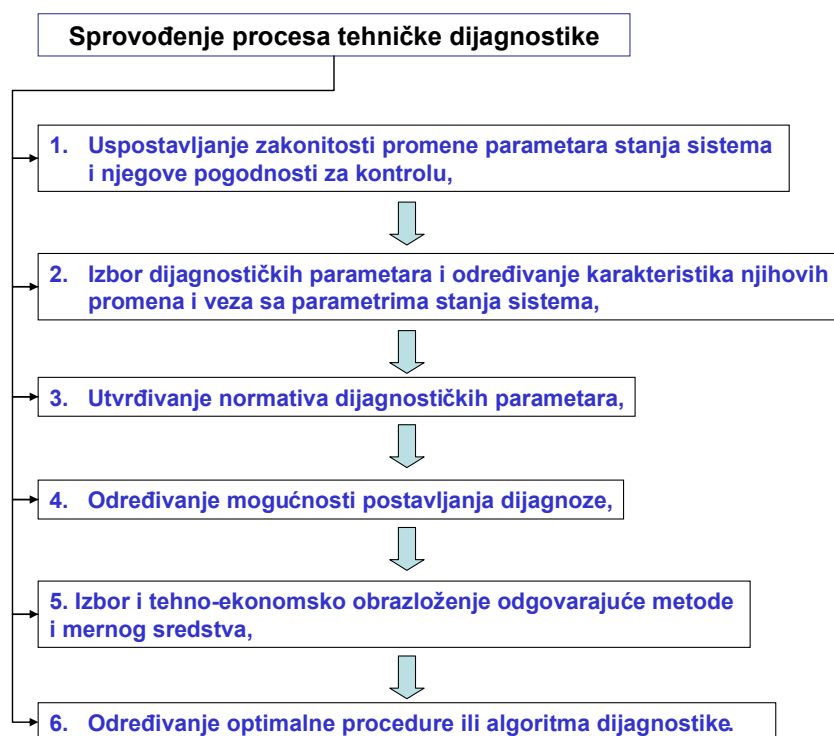 Sprovođenje procesa tehničke dijagnostike
1. Uspostavljanje zakonitosti promene parametara stanja sistema
i njegove pogodnosti za kontrolu,
2. Izbor dijagnostičkih parametara i određivanje karakteristika njihovih
promena i veza sa parametrima stanja sistema,
3. Utvrđivanje normativa dijagnostičkih parametara,
4. Određivanje mogućnosti postavljanja dijagnoze,
5. Izbor i tehno-ekonomsko obrazloženje odgovarajuće metode
i mernog sredstva,
6. Određivanje optimalne procedure ili algoritma dijagnostike.